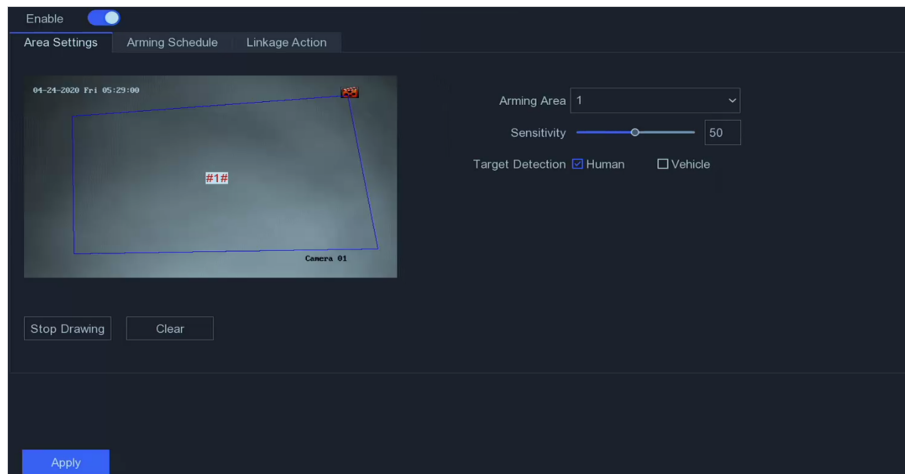 Enable
Area Settings Arming Schedule Linkage Action
04-24-2020 Fri 05:29:00
#1#
Camera 01
Arming Area 1
Sensitivity 50
Target Detection Human Vehicle
Stop Drawing Clear
Apply